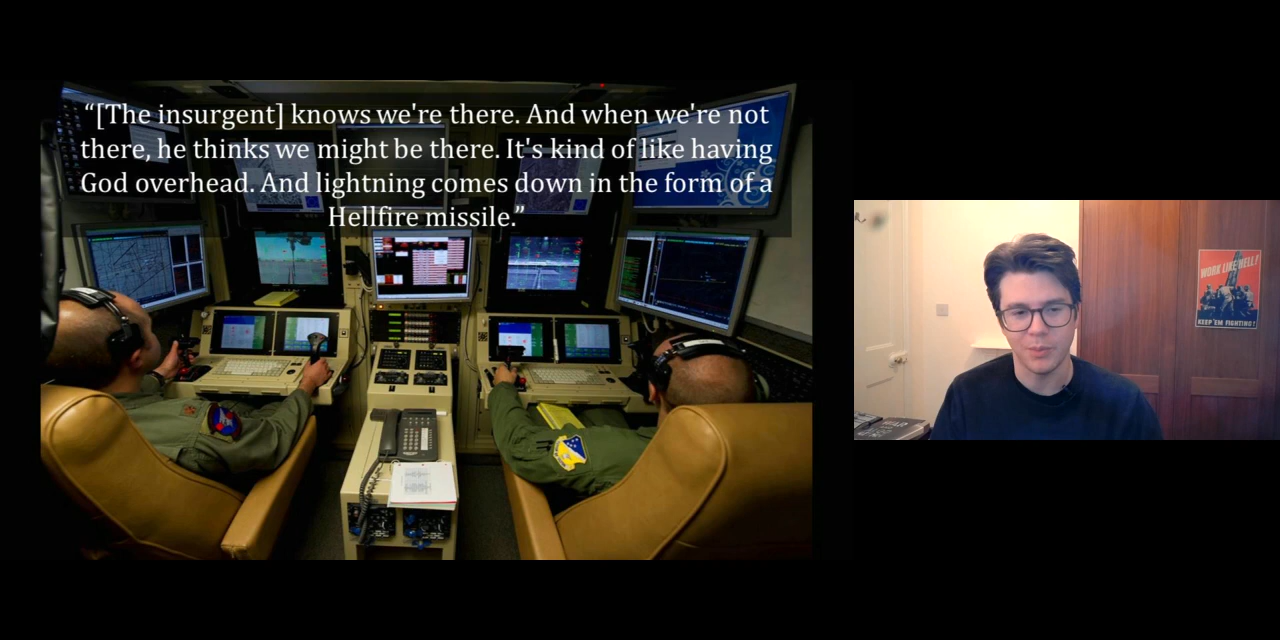 “[The insurgent] knows we're there. And when we're not
there, he thinks we might be there. It's kind of like having
God overhead. And lightning comes down in the form of a
Hellfire missile.”
WORK LIKE HELL!
KEEP 'EM FIGHTING!
WAR